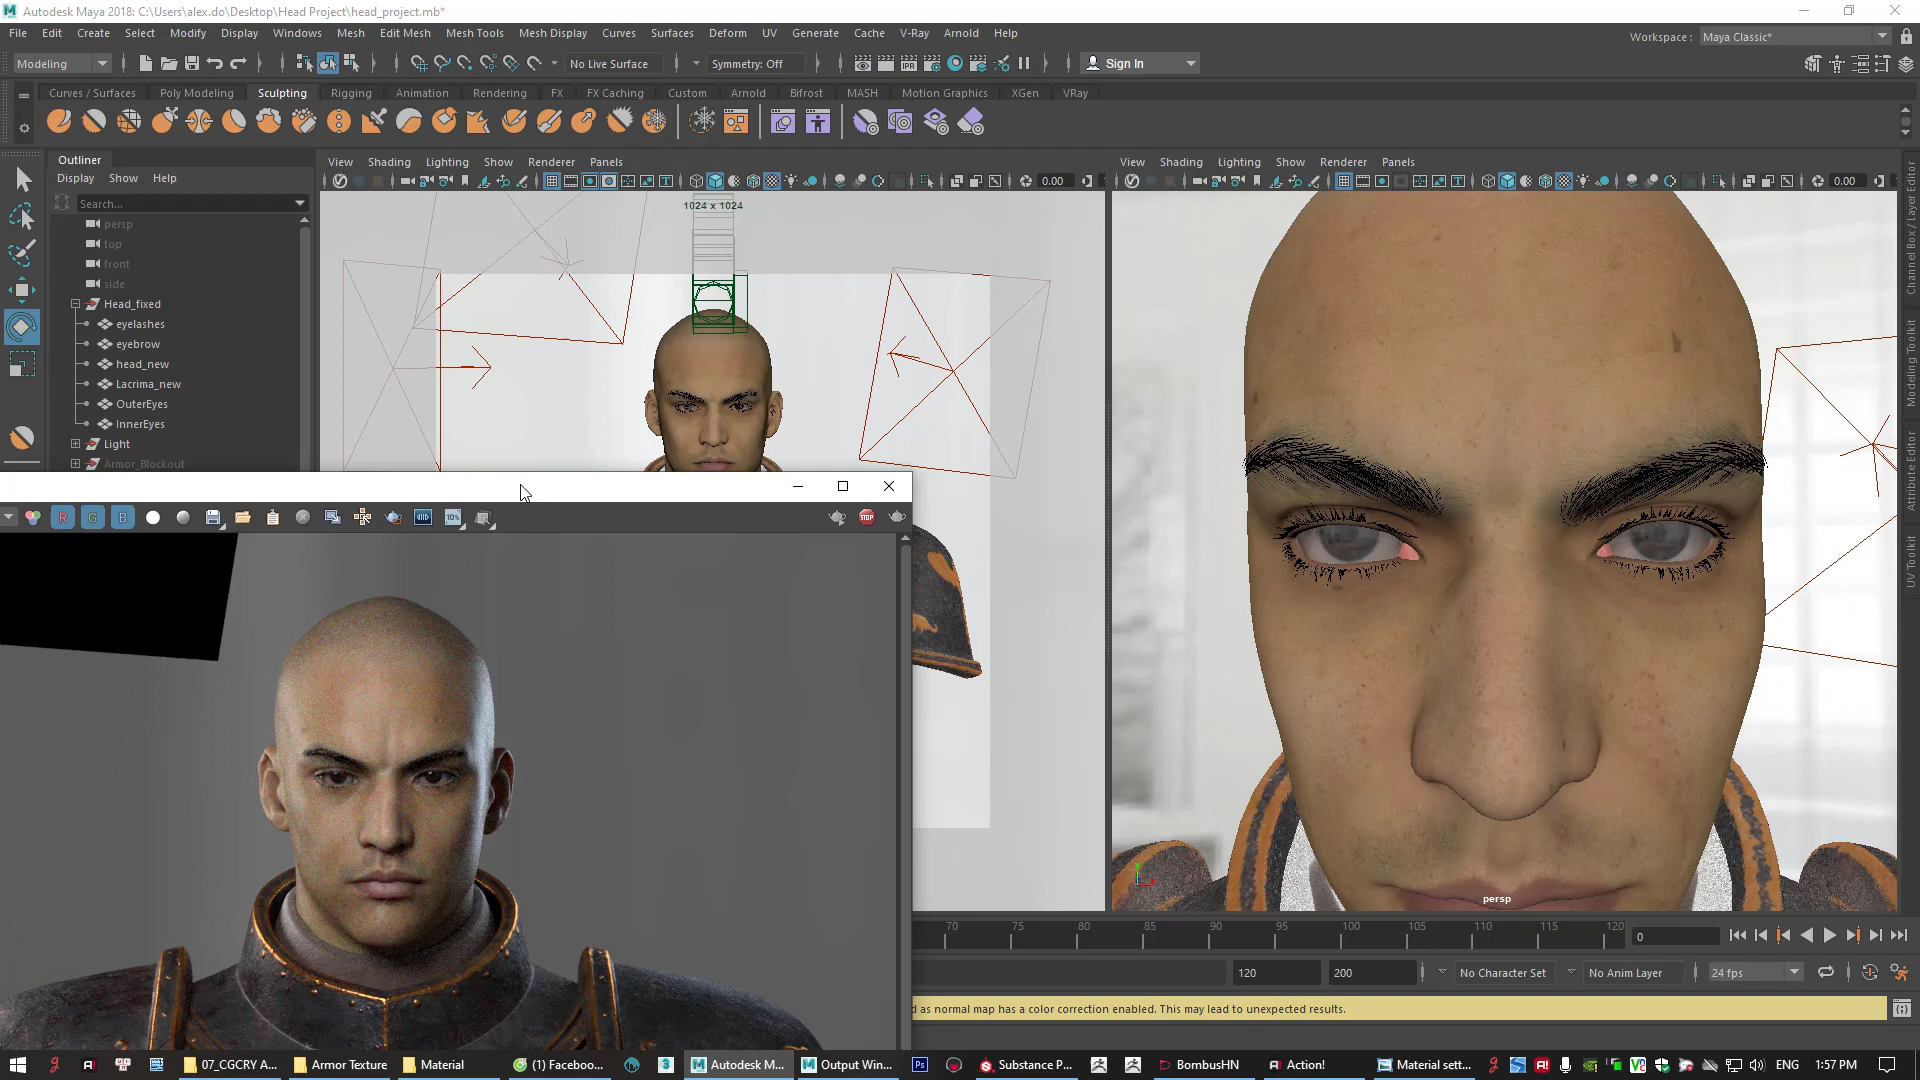 Autodesk Maya 2018: C:\Users\alex.do\Desktop\Head Project\head_project.mb*
File Edit Create Select Modify Display Windows Mesh Edit Mesh Mesh Tools Mesh Display Curves Surfaces Deform UV Generate Cache V-Ray Arnold Help
Workspace : Maya Classic*
Modeling No Live Surface Symmetry: Off Sign In
Curves / Surfaces Poly Modeling Sculpting Rigging Animation Rendering FX FX Caching Custom Arnold Bifrost MASH Motion Graphics XGen VRay
Outliner
Display Show Help
Search...
persp
top
front
side
Head_fixed
eyelashes
eyebrow
head_new
Lacrima_new
OuterEyes
InnerEyes
Light
Armor_Blockout
View Shading Lighting Show Renderer Panels
0.00
1024 x 1024
View Shading Lighting Show Renderer Panels
0.00
persp
Channel Box / Layer Editor
Modeling Toolkit
Attribute Editor
UV Toolkit
R G B 10% STOP
70 75 80 85 90 95 100 105 110 115 120 0
120 200 No Character Set No Anim Layer 24 fps
d as normal map has a color correction enabled. This may lead to unexpected results.
07_CGCRY A... Armor Texture Material (1) Faceboo... Autodesk M... Output Win... Substance P... BombusHN Action! Material sett... ENG 1:57 PM